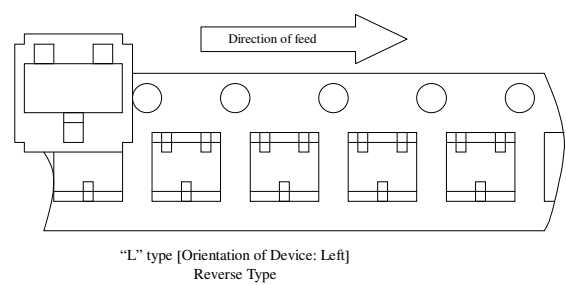 Direction of feed
“L” type [Orientation of Device: Left]
Reverse Type